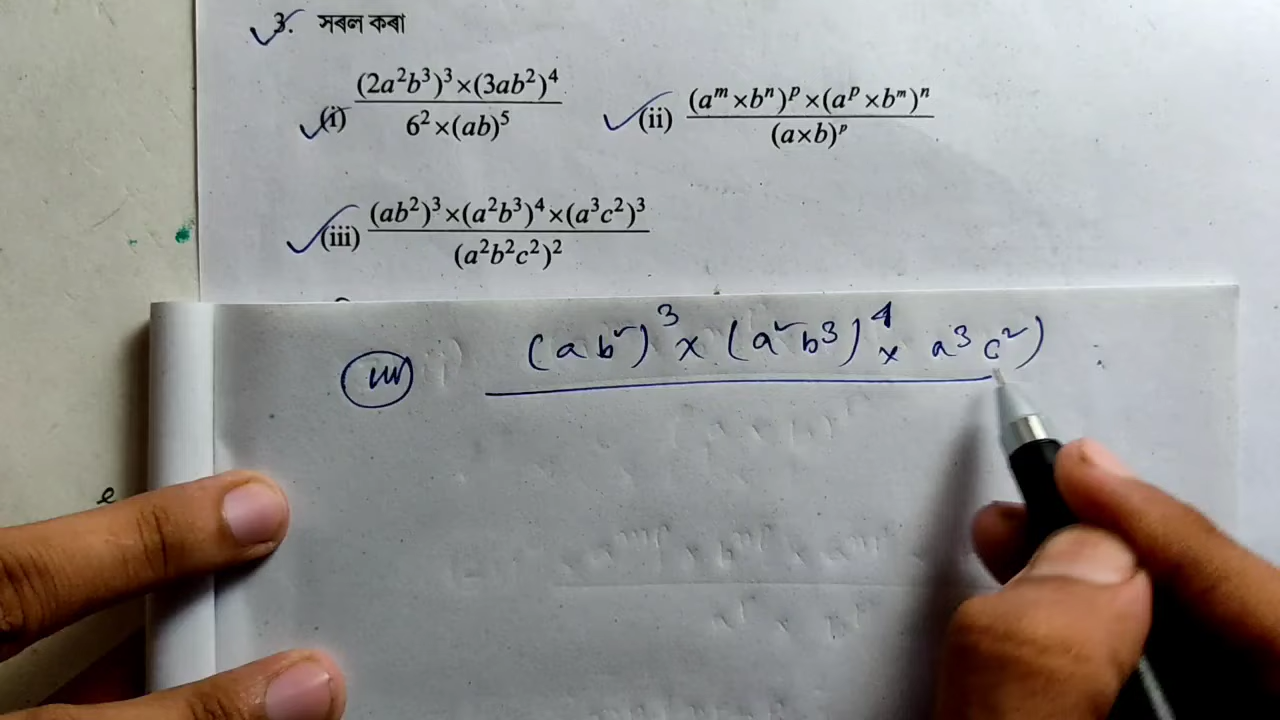 3. সৰল কৰা
(i) (2a²b³)³×(3ab²)⁴ / 6²×(ab)⁵ (ii) (aᵐ×bⁿ)ᵖ×(aᵖ×bᵐ)ⁿ / (a×b)ᵖ
(iii) (ab²)³×(a²b³)⁴×(a³c²)³ / (a²b²c²)²
(iii) (ab²)³ × (a²b³)⁴ × a³c²)
e